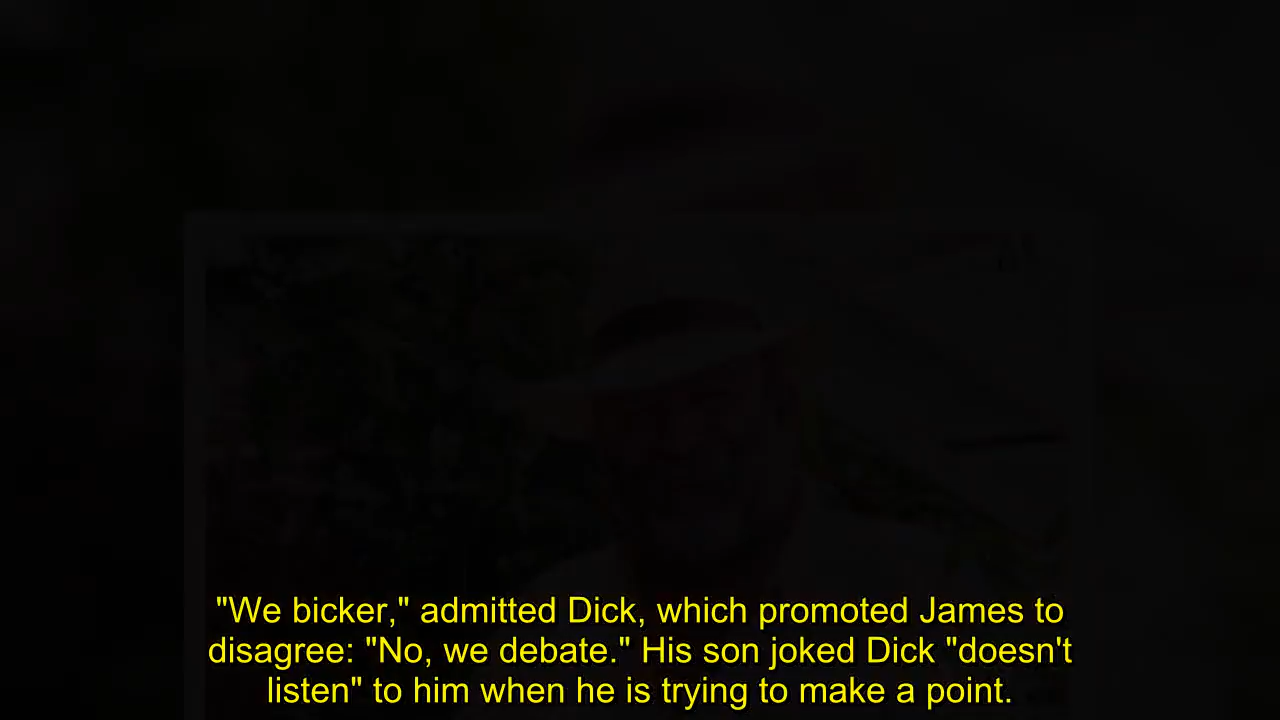 "We bicker," admitted Dick, which promoted James to
disagree: "No, we debate." His son joked Dick "doesn't
listen" to him when he is trying to make a point.